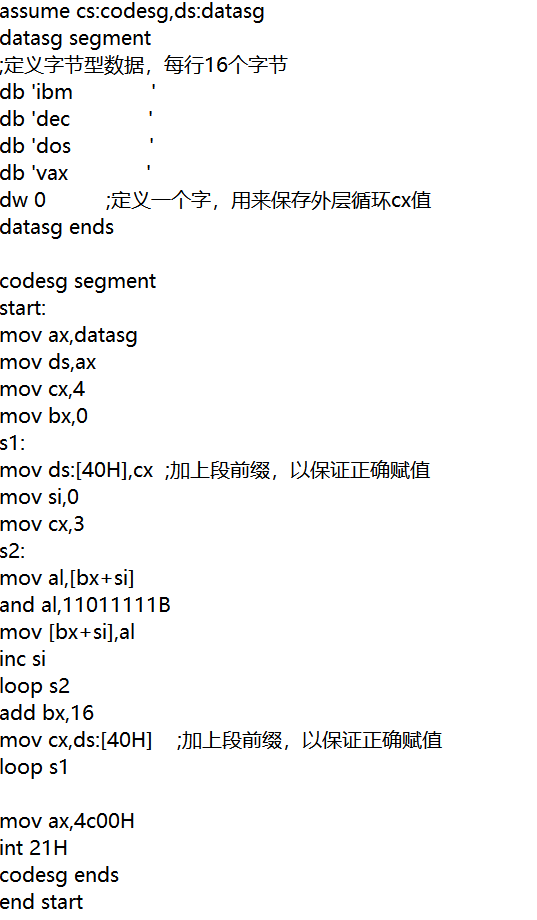 assume cs:codesg,ds:datasg
datasg segment
;定义字节型数据，每行16个字节
db 'ibm             '
db 'dec             '
db 'dos             '
db 'vax             '
dw 0          ;定义一个字，用来保存外层循环cx值
datasg ends

codesg segment
start:
mov ax,datasg
mov ds,ax
mov cx,4
mov bx,0
s1:
mov ds:[40H],cx  ;加上段前缀，以保证正确赋值
mov si,0
mov cx,3
s2:
mov al,[bx+si]
and al,11011111B
mov [bx+si],al
inc si
loop s2
add bx,16
mov cx,ds:[40H]    ;加上段前缀，以保证正确赋值
loop s1

mov ax,4c00H
int 21H
codesg ends
end start